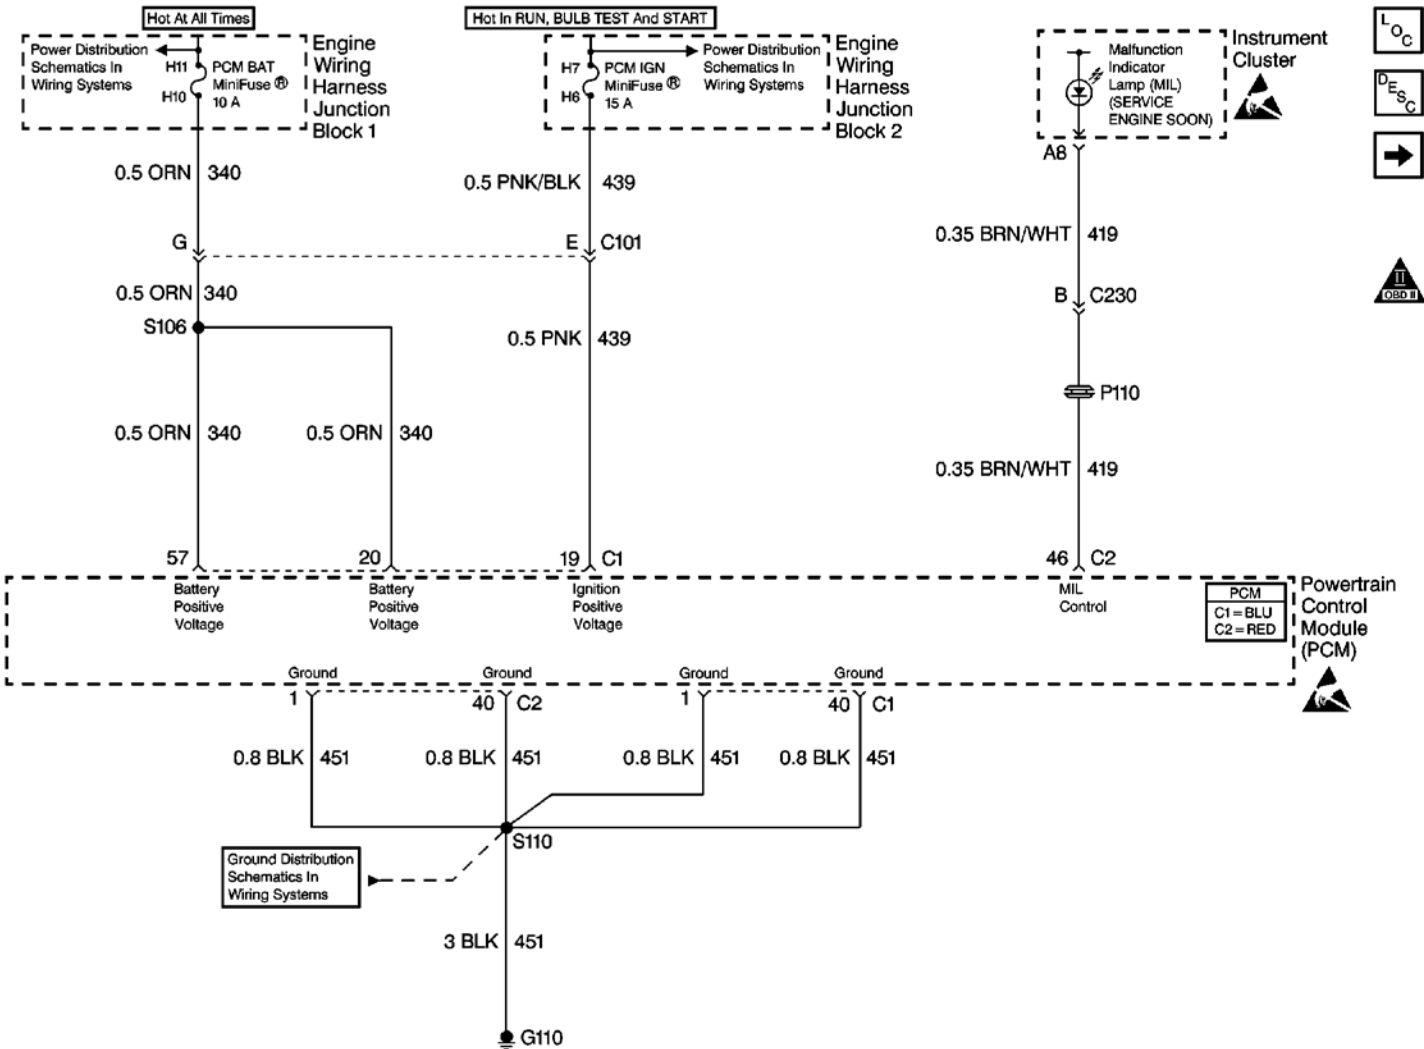 Hot At All Times
Hot In RUN, BULB TEST And START
Power Distribution
Schematics In
Wiring Systems
H11
H10
PCM BAT
MiniFuse ®
10 A
Engine
Wiring
Harness
Junction
Block 1
H7
H6
PCM IGN
MiniFuse ®
15 A
Power Distribution
Schematics In
Wiring Systems
Engine
Wiring
Harness
Junction
Block 2
Malfunction
Indicator
Lamp (MIL)
(SERVICE
ENGINE SOON)
Instrument
Cluster
LOC
DESC
II
OBD II
A8
0.5 ORN 340
0.5 PNK/BLK 439
0.35 BRN/WHT 419
G
E C101
B C230
0.5 ORN 340
S106
0.5 PNK 439
P110
0.5 ORN 340
0.5 ORN 340
0.35 BRN/WHT 419
57
20
19 C1
46 C2
Battery
Positive
Voltage
Battery
Positive
Voltage
Ignition
Positive
Voltage
MIL
Control
PCM
C1=BLU
C2=RED
Powertrain
Control
Module
(PCM)
Ground
Ground
Ground
Ground
1
40 C2
1
40 C1
0.8 BLK 451
0.8 BLK 451
0.8 BLK 451
0.8 BLK 451
S110
Ground Distribution
Schematics In
Wiring Systems
3 BLK 451
G110